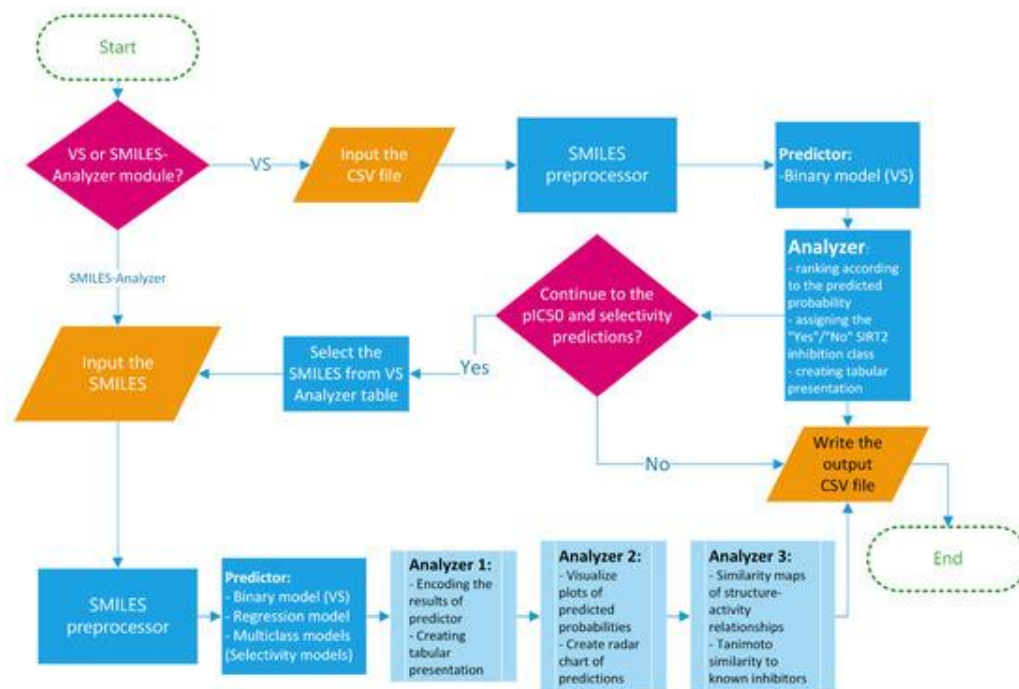 Start
VS or SMILES-
Analyzer module?
VS
Input the
CSV file
SMILES
preprocessor
Predictor:
-Binary model (VS)
SMILES-Analyzer
Analyzer:
- ranking according
to the predicted
probability
- assigning the
"Yes"/"No" SIRT2
inhibition class
- creating tabular
presentation
Continue to the
pIC50 and selectivity
predictions?
Yes
Select the
SMILES from VS
Analyzer table
Input the
SMILES
No
Write the
output
CSV file
End
SMILES
preprocessor
Predictor:
- Binary model (VS)
- Regression model
- Multiclass models
(Selectivity models)
Analyzer 1:
- Encoding the
results of
predictor
- Creating
tabular
presentation
Analyzer 2:
- Visualize
plots of
predicted
probabilities
- Create radar
chart of
predictions
Analyzer 3:
- Similarity maps
of structure-
activity
relationships
- Tanimoto
similarity to
known inhibitors